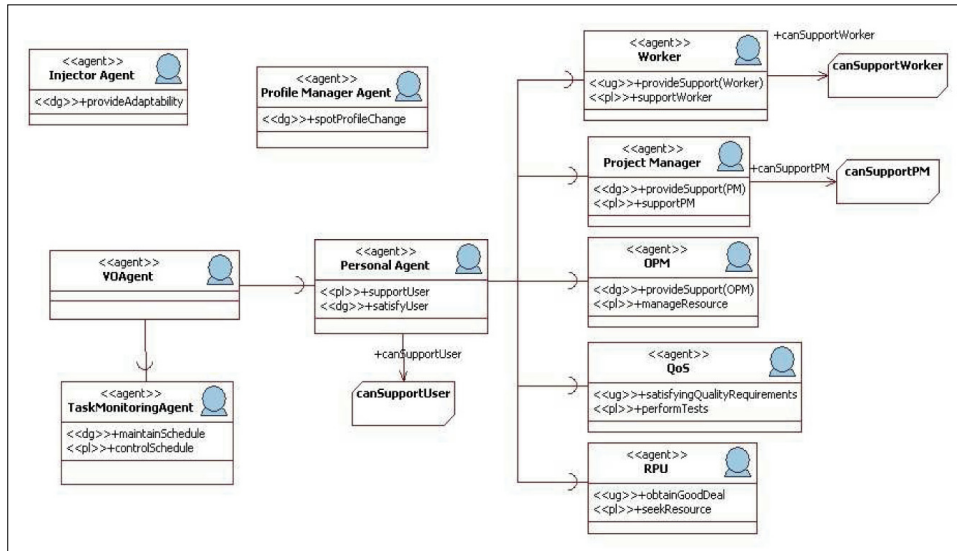 <<agent>>
Injector Agent
<<dg>>+provideAdaptability
<<agent>>
Profile Manager Agent
<<dg>>+spotProfileChange
<<agent>>
Worker
<<ug>>+provideSupport(Worker)
<<pl>>+supportWorker
+canSupportWorker
canSupportWorker
<<agent>>
Project Manager
<<dg>>+provideSupport(PM)
<<pl>>+supportPM
+canSupportPM
canSupportPM
<<agent>>
VOAgent
<<agent>>
Personal Agent
<<pl>>+supportUser
<<dg>>+satisfyUser
+canSupportUser
canSupportUser
<<agent>>
OPM
<<dg>>+provideSupport(OPM)
<<pl>>+manageResource
<<agent>>
TaskMonitoringAgent
<<dg>>+maintainSchedule
<<pl>>+controlSchedule
<<agent>>
QoS
<<ug>>+satisfyingQualityRequirements
<<pl>>+performTests
<<agent>>
RPU
<<ug>>+obtainGoodDeal
<<pl>>+seekResource